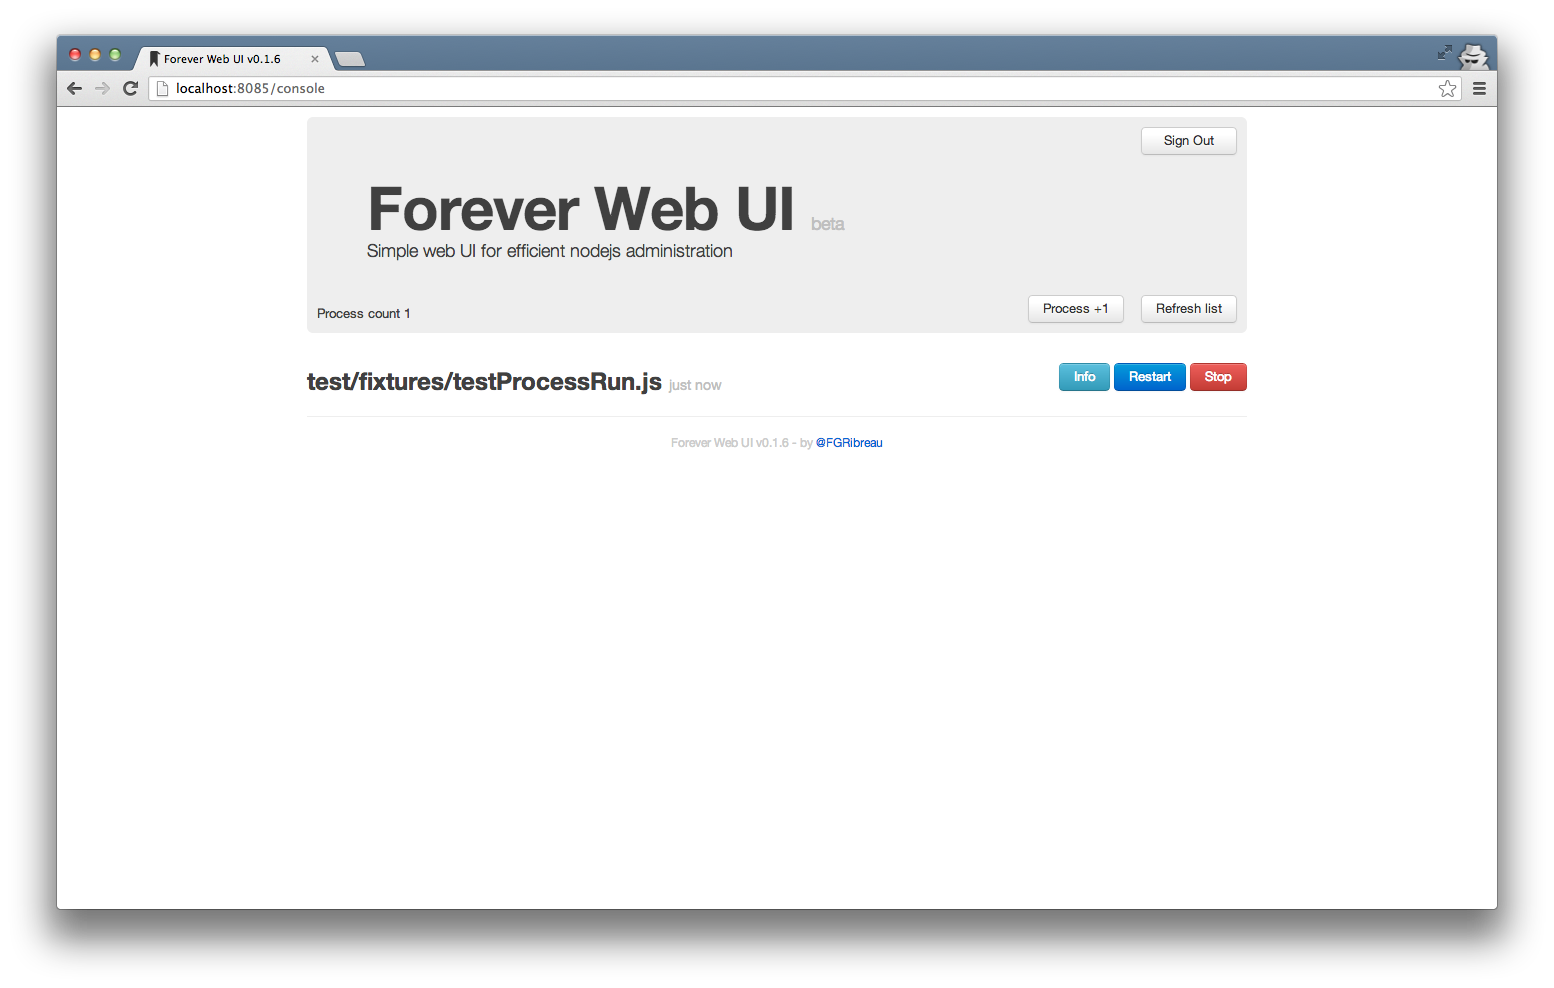 Forever Web UI v0.1.6
localhost:8085/console
Sign Out
Forever Web UI beta
Simple web UI for efficient nodejs administration
Process count 1
Process +1
Refresh list
test/fixtures/testProcessRun.js just now
Info
Restart
Stop
Forever Web UI v0.1.6 - by @FGRibreau